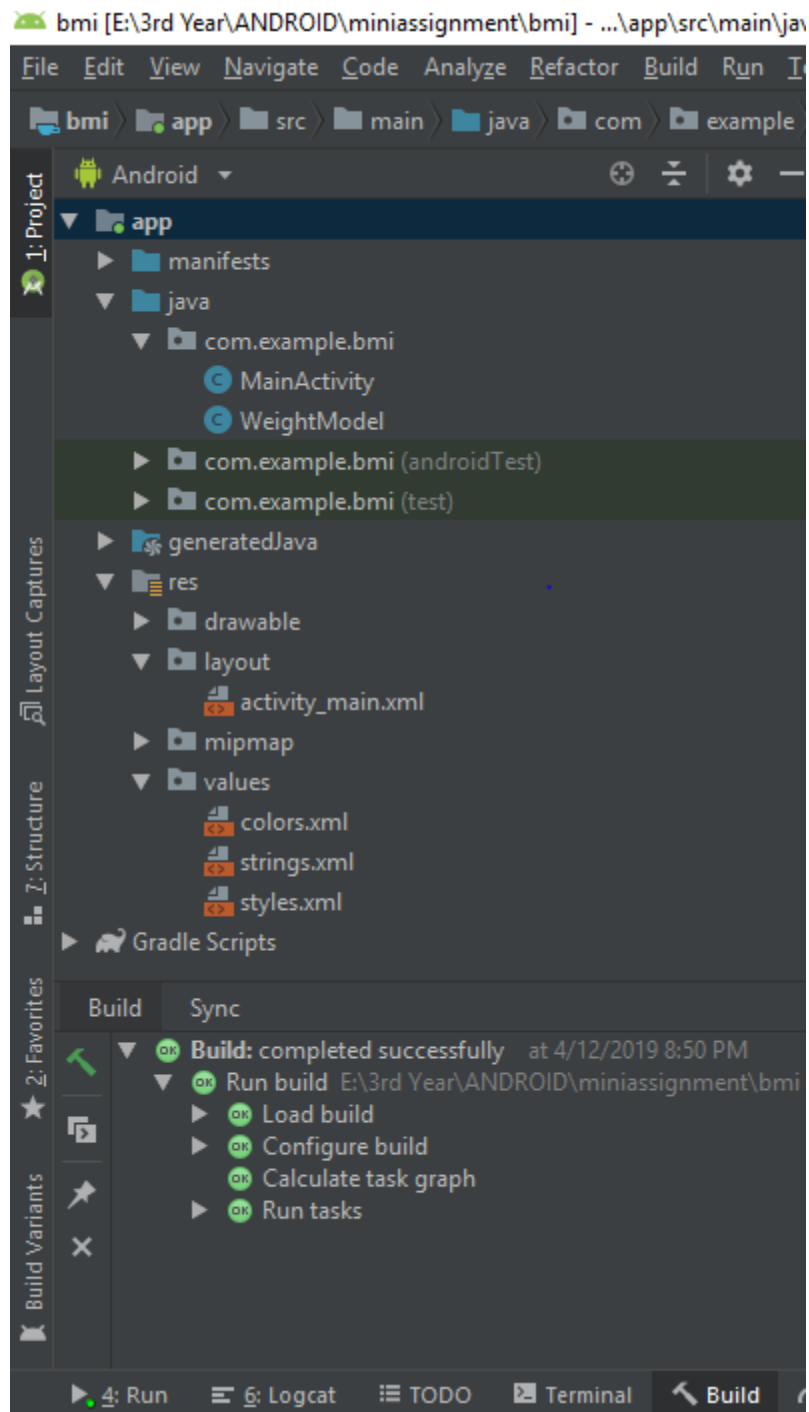 bmi [E:\3rd Year\ANDROID\miniassignment\bmi] - ...\app\src\main\jav
File Edit View Navigate Code Analyze Refactor Build Run
bmi app src main java com example
1: Project
Android
app
manifests
java
com.example.bmi
MainActivity
WeightModel
com.example.bmi (androidTest)
com.example.bmi (test)
generatedJava
res
drawable
layout
activity_main.xml
mipmap
values
colors.xml
strings.xml
styles.xml
Gradle Scripts
Layout Captures
7: Structure
2: Favorites
Build Variants
Build Sync
Build: completed successfully at 4/12/2019 8:50 PM
Run build E:\3rd Year\ANDROID\miniassignment\bmi
OK Load build
OK Configure build
OK Calculate task graph
OK Run tasks
4: Run 6: Logcat TODO Terminal Build